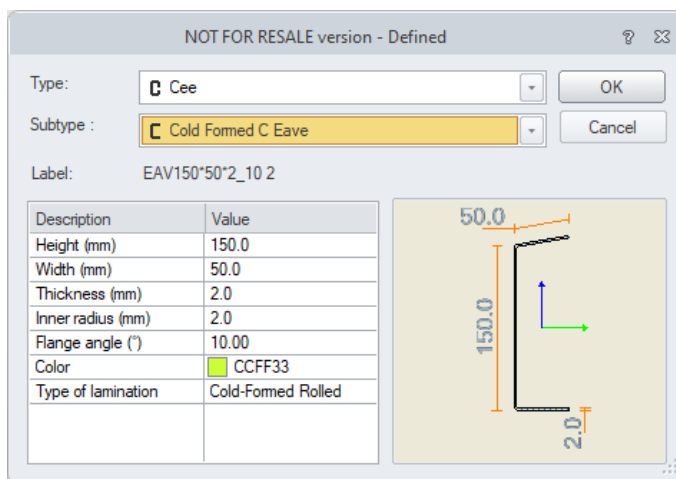 NOT FOR RESALE version - Defined
Type: Cee OK
Subtype : Cold Formed C Eave Cancel
Label: EAV150*50*2_10 2
Description Value
Height (mm) 150.0
Width (mm) 50.0
Thickness (mm) 2.0
Inner radius (mm) 2.0
Flange angle (°) 10.00
Color CCFF33
Type of lamination Cold-Formed Rolled
50.0
150.0
2.0